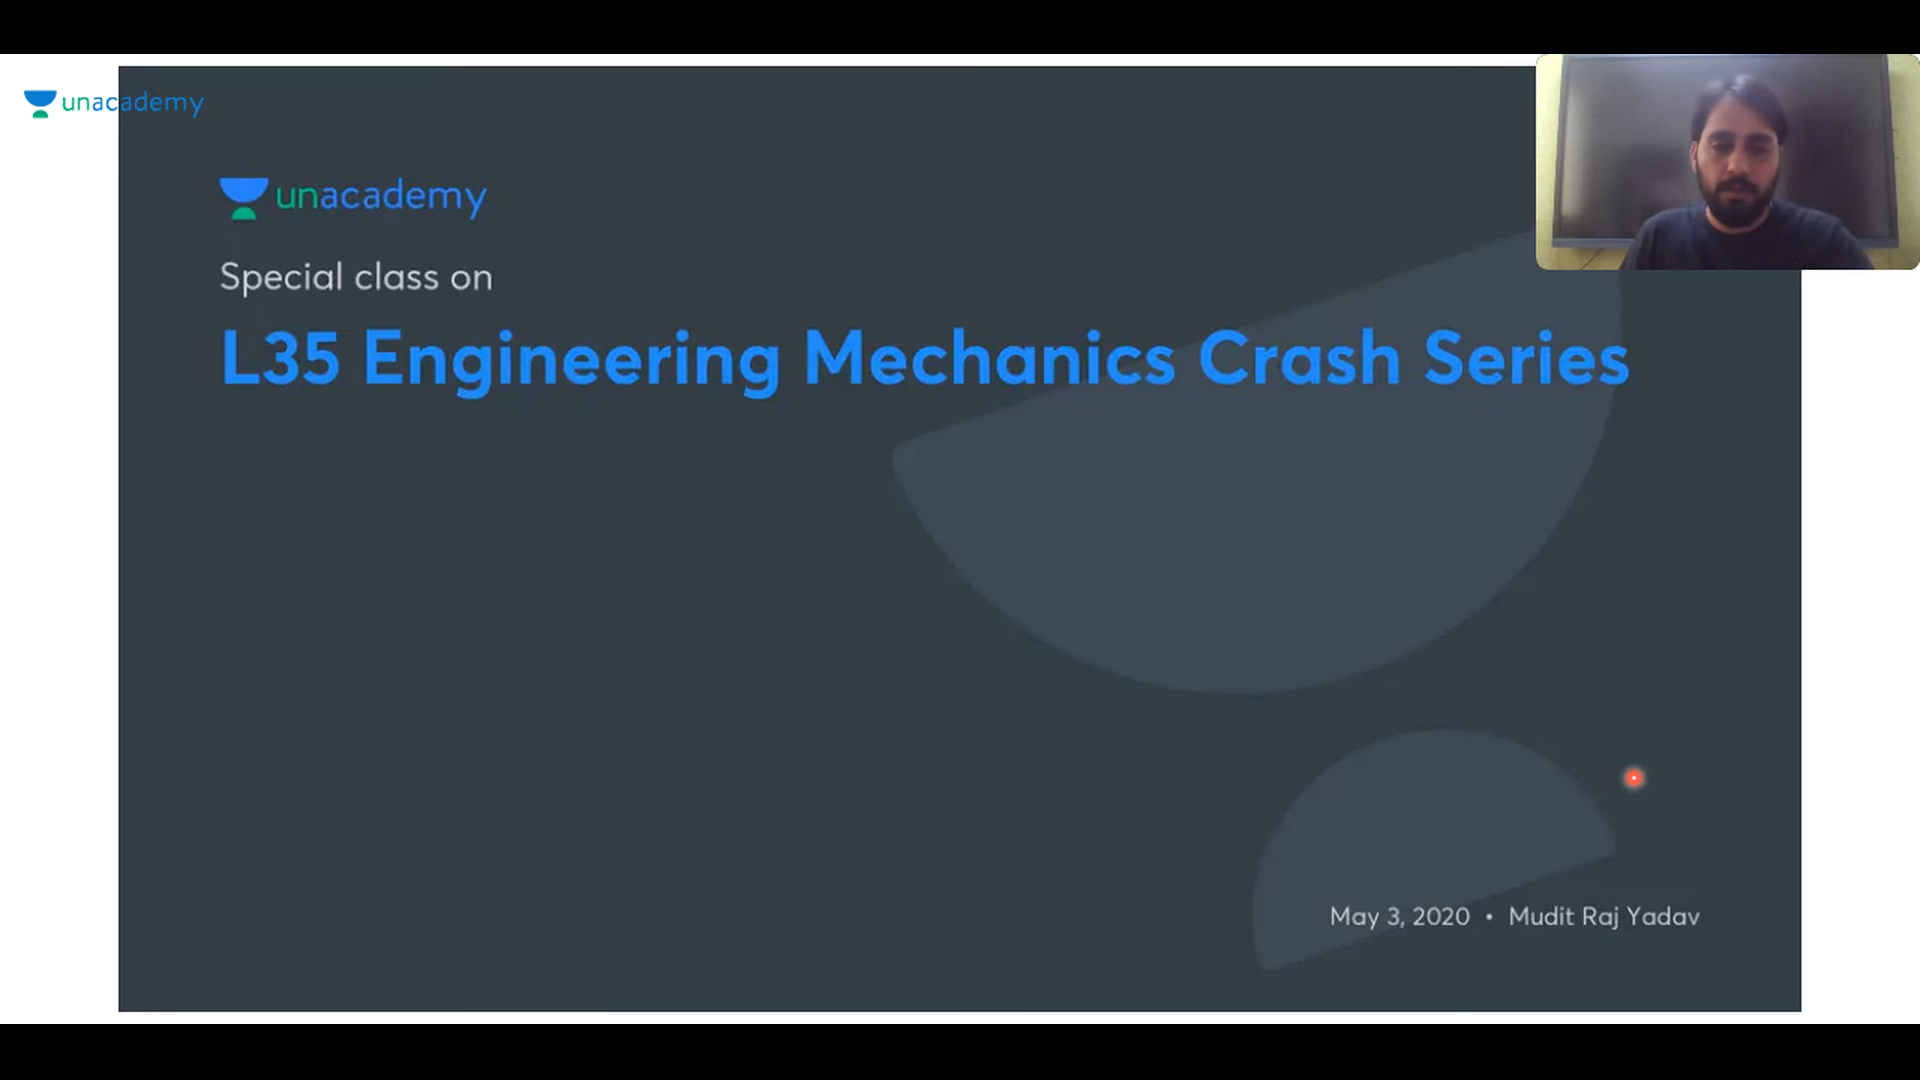 unacademy
unacademy
Special class on
L35 Engineering Mechanics Crash Series
May 3, 2020 • Mudit Raj Yadav